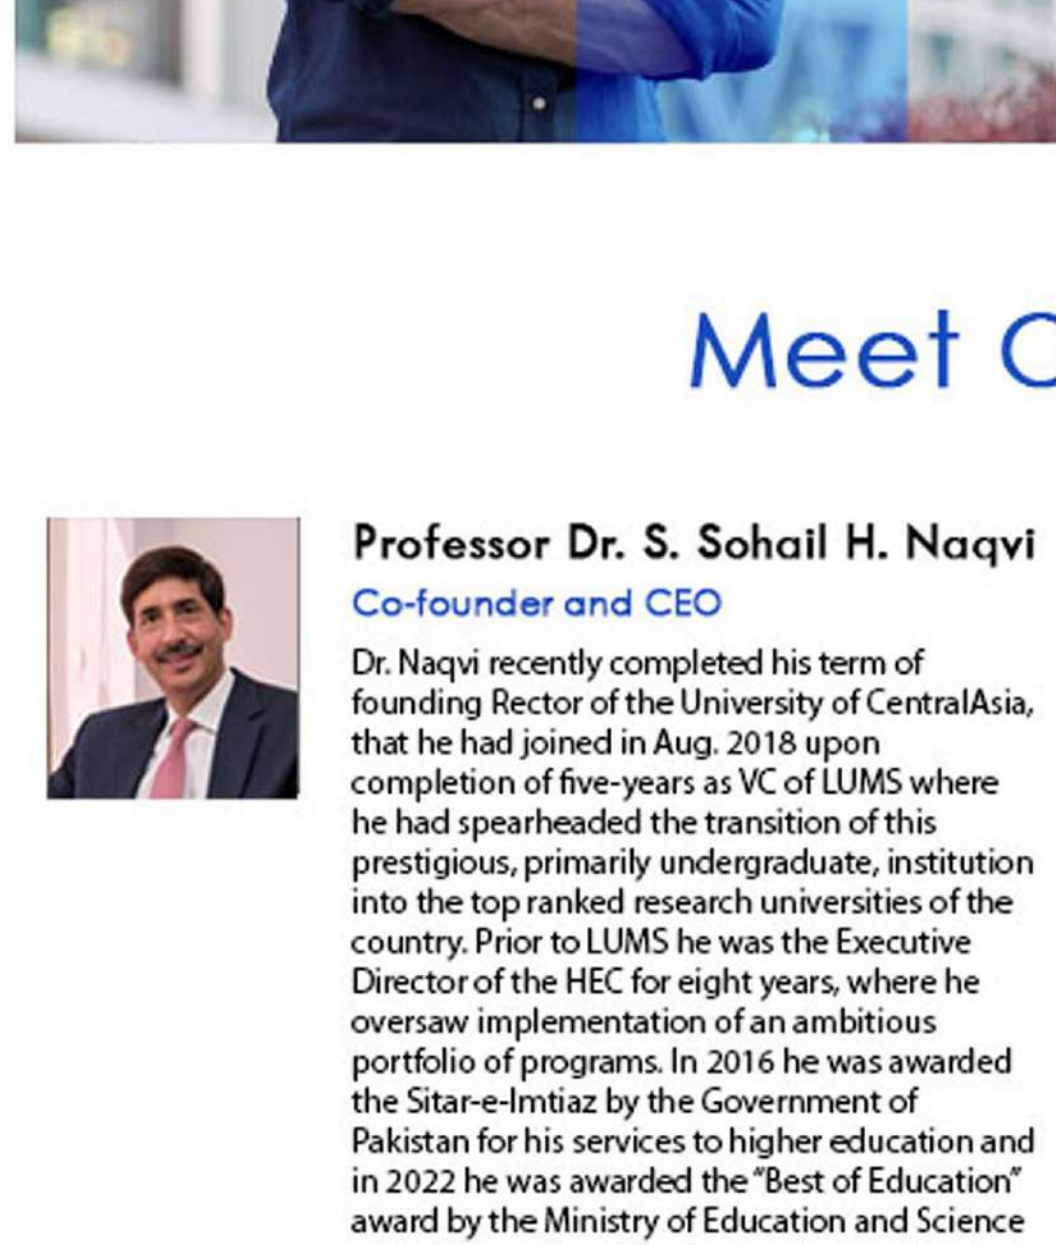 Meet
Professor Dr. S. Sohail H. Naqvi
Co-founder and CEO
Dr. Naqvi recently completed his term of
founding Rector of the University of CentralAsia,
that he had joined in Aug. 2018 upon
completion of five-years as VC of LUMS where
he had spearheaded the transition of this
prestigious, primarily undergraduate, institution
into the top ranked research universities of the
country. Prior to LUMS he was the Executive
Director of the HEC for eight years, where he
oversaw implementation of an ambitious
portfolio of programs. In 2016 he was awarded
the Sitar-e-Imtiaz by the Government of
Pakistan for his services to higher education and
in 2022 he was awarded the “Best of Education”
award by the Ministry of Education and Science